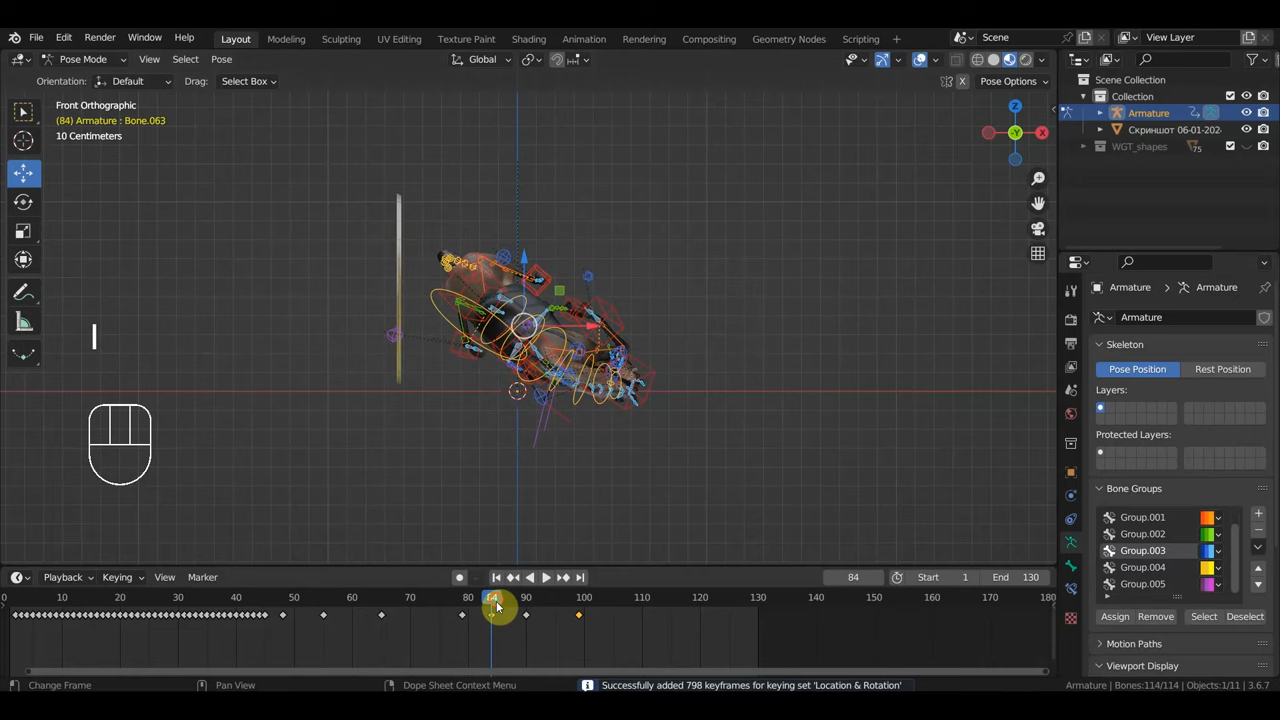 File Edit Render Window Help Layout Modeling Sculpting UV Editing Texture Paint Shading Animation Rendering Compositing Geometry Nodes Scripting + Scene View Layer
Pose Mode View Select Pose Global
Orientation: Default Drag: Select Box X Pose Options
Front Orthographic
(84) Armature : Bone.063
10 Centimeters
Z
X
-Y
Scene Collection
Collection
Armature
Скриншот 06-01-202
WGT_shapes 75
Armature Armature
Armature
Skeleton
Pose Position Rest Position
Layers:
Protected Layers:
Bone Groups
Group.001
Group.002
Group.003
Group.004
Group.005
Assign Remove Select Deselect
Motion Paths
Viewport Display
I
Playback Keying View Marker 84 Start 1 End 130
0 10 20 30 40 50 60 70 84 90 100 110 120 130 140 150 160 170 180
Change Frame Pan View Dope Sheet Context Menu Successfully added 798 keyframes for keying set 'Location & Rotation' Armature | Bones:114/114 | Objects:1/11 | 3.6.7